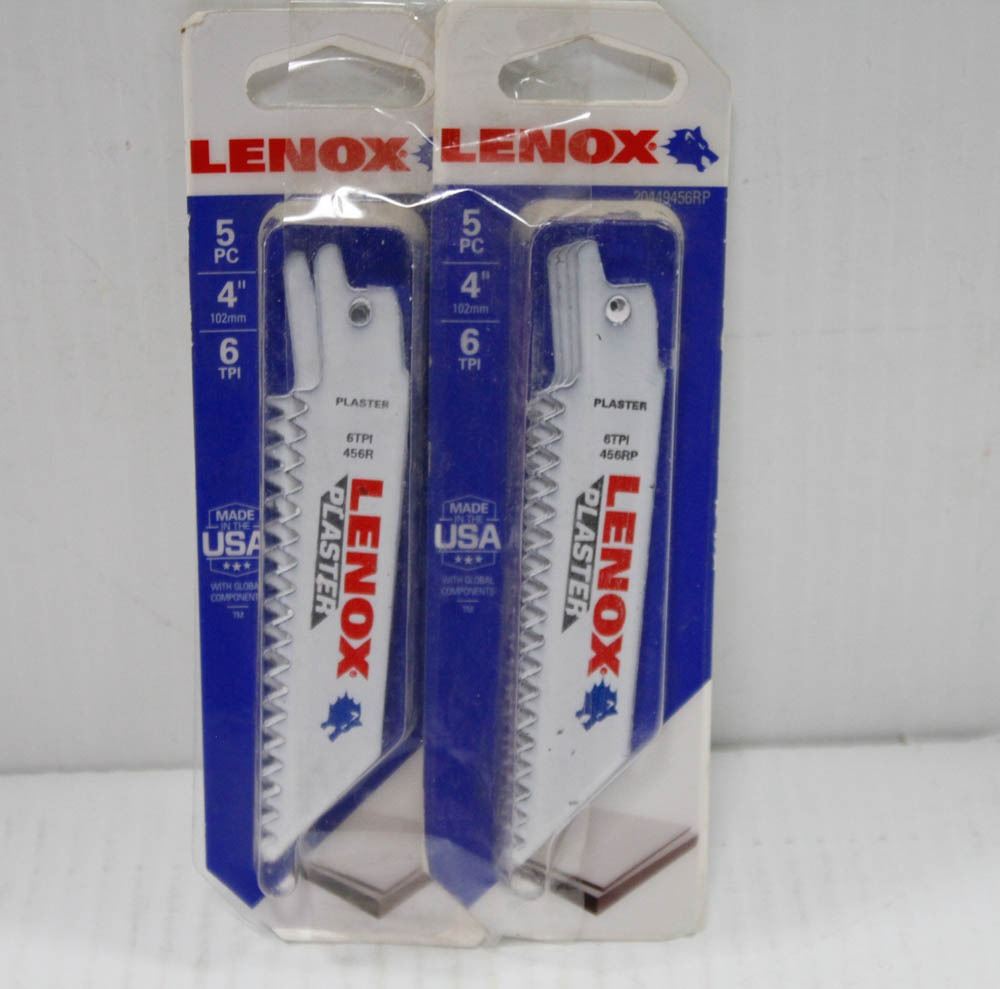 LENOX
5
PC
4"
102mm
6
TPI
PLASTER
6TPI
456R
LENOX®
PLASTER
MADE
IN THE
USA
WITH GLOBAL
COMPONENTS
TM
LENOX
20449456RP
5
PC
4"
102mm
6
TPI
PLASTER
6TPI
456RP
LENOX
PLASTER
MADE
IN THE
USA
WITH GLOBAL
COMPONENTS
TM